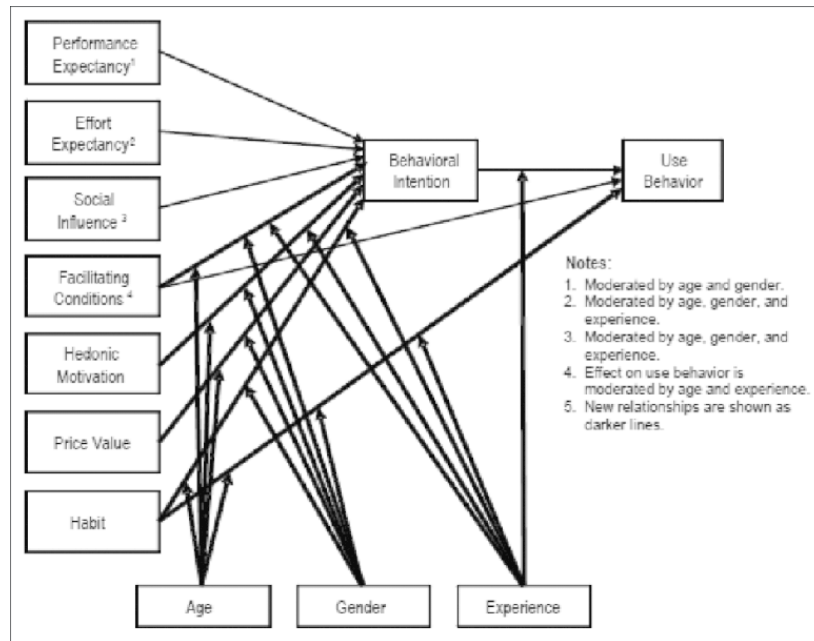 Performance
Expectancy¹
Effort
Expectancy²
Social
Influence ³
Facilitating
Conditions ⁴
Hedonic
Motivation
Price Value
Habit
Behavioral
Intention
Use
Behavior
Notes:
1. Moderated by age and gender.
2. Moderated by age, gender, and
experience.
3. Moderated by age, gender, and
experience.
4. Effect on use behavior is
moderated by age and experience.
5. New relationships are shown as
darker lines.
Age
Gender
Experience